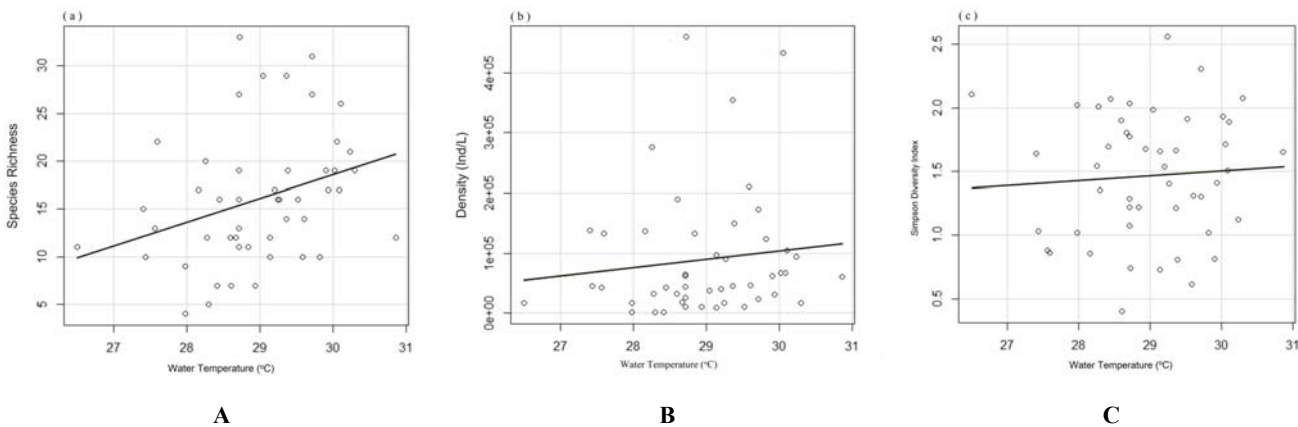 ( a )
Species Richness
30
25
20
15
10
5
27 28 29 30 31
Water Temperature (ºC)
A
( b )
Density (Ind/L)
4e+05
3e+05
2e+05
1e+05
0e+00
27 28 29 30 31
Water Temperature (ºC)
B
( c )
Simpson Diversity Index
2.5
2.0
1.5
1.0
0.5
27 28 29 30 31
Water Temperature (ºC)
C